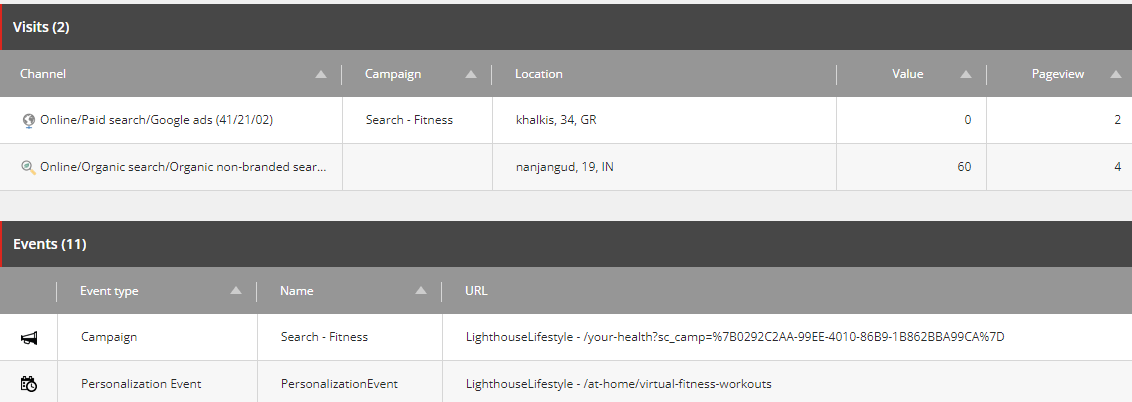 Visits (2)
Channel Campaign Location Value Pageview
Online/Paid search/Google ads (41/21/02) Search - Fitness khalkis, 34, GR 0 2
Online/Organic search/Organic non-branded sear... nanjangud, 19, IN 60 4
Events (11)
Event type Name URL
Campaign Search - Fitness LighthouseLifestyle - /your-health?sc_camp=%7B0292C2AA-99EE-4010-86B9-1B862BBA99CA%7D
Personalization Event PersonalizationEvent LighthouseLifestyle - /at-home/virtual-fitness-workouts